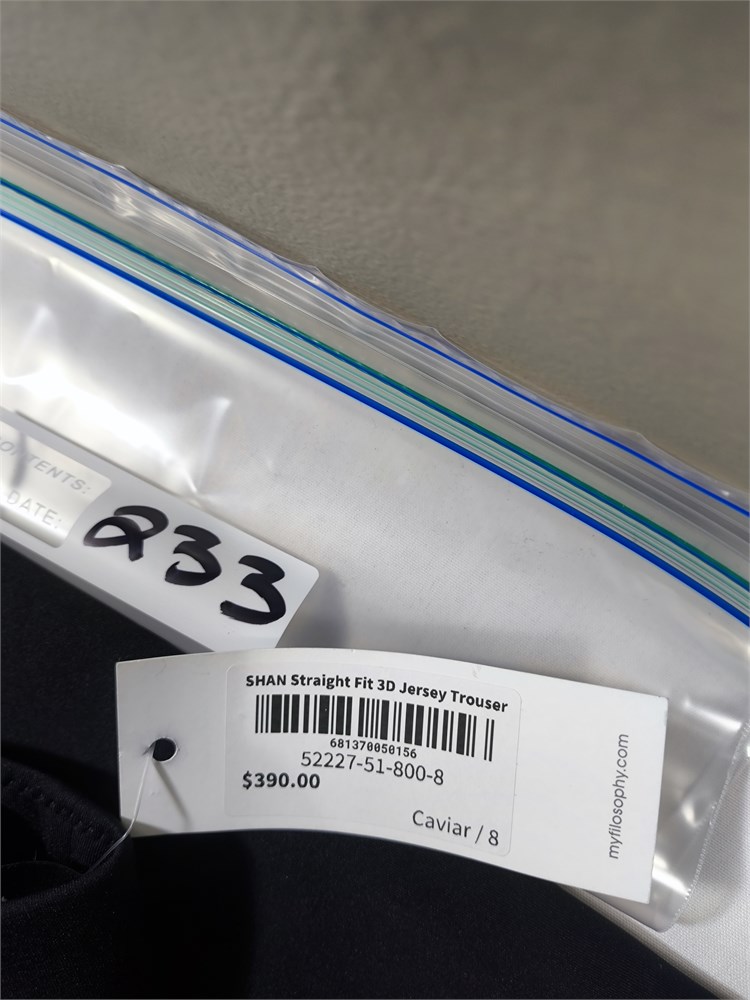 CONTENTS:
DATE:
233
SHAN Straight Fit 3D Jersey Trouser
681370050156
52227-51-800-8
$390.00
Caviar / 8
myfilosophy.com